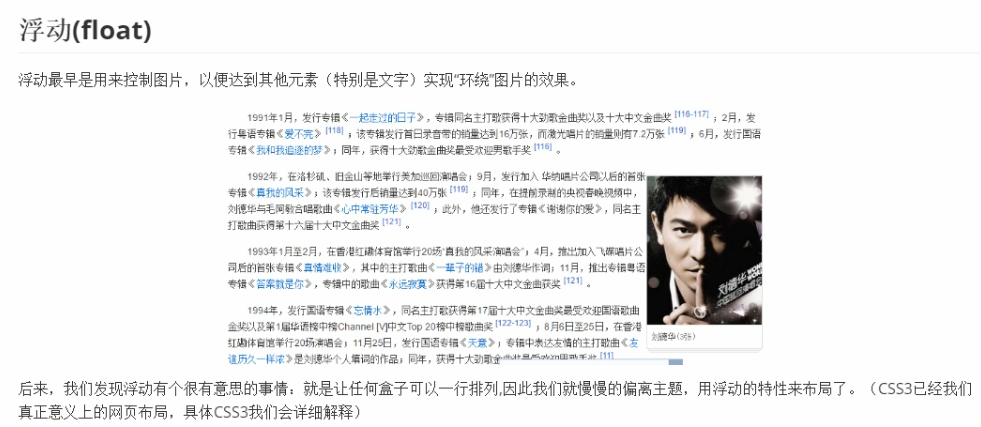 浮动(float)
浮动最早是用来控制图片，以便达到其他元素（特别是文字）实现“环绕”图片的效果。
1991年1月，发行专辑《一起走过的日子》，专辑同名主打歌获得十大劲歌金曲奖以及十大中文金曲奖 [116-117] ；2月，发
行粤语专辑《爱不完》 [118] ；该专辑发行首日录音带的销量达到16万张，而激光唱片的销量则有7.2万张 [119] ；6月，发行国语
专辑《我和我追逐的梦》；同年，获得十大劲歌金曲奖最受欢迎男歌手奖 [116] 。
1992年，在洛杉矶、旧金山等地举行美加巡回演唱会；9月，发行加入 华纳唱片公司以后的首张
专辑《真我的风采》；该专辑发行后销量达到40万张 [119] ；同年，在提前录制的央视春晚视频中，
刘德华与毛阿敏合唱歌曲《心中常驻芳华》 [120] ；此外，他还发行了专辑《谢谢你的爱》，同名主
打歌曲获得第十六届十大中文金曲奖 [121] 。
1993年1月至2月，在香港红磡体育馆举行20场“真我的风采演唱会”；4月，推出加入飞碟唱片公
司后的首张专辑《真情难收》，其中的主打歌曲《一辈子的错》由刘德华作词；11月，推出专辑粤语
专辑《答案就是你》，专辑中的歌曲《永远寂寞》获得第16届十大中文金曲获奖 [121] 。
1994年，发行国语专辑《忘情水》，同名主打歌获得第17届十大中文金曲奖最受欢迎国语歌曲
金奖以及第1届华语榜中榜Channel [V]中文Top 20榜中榜歌曲奖 [122-123] ；8月6日至25日，在香港
红磡体育馆举行20场演唱会；11月25日，发行国语专辑《天意》；专辑中表达友情的主打歌曲《友
谊历久一样浓》是刘德华个人填词的作品；同年，获得十大劲歌金曲奖最受欢迎男歌手奖 [11]
刘德华
刘德华(3张)
后来，我们发现浮动有个很有意思的事情：就是让任何盒子可以一行排列,因此我们就慢慢的偏离主题，用浮动的特性来布局了。（CSS3已经我们
真正意义上的网页布局，具体CSS3我们会详细解释）